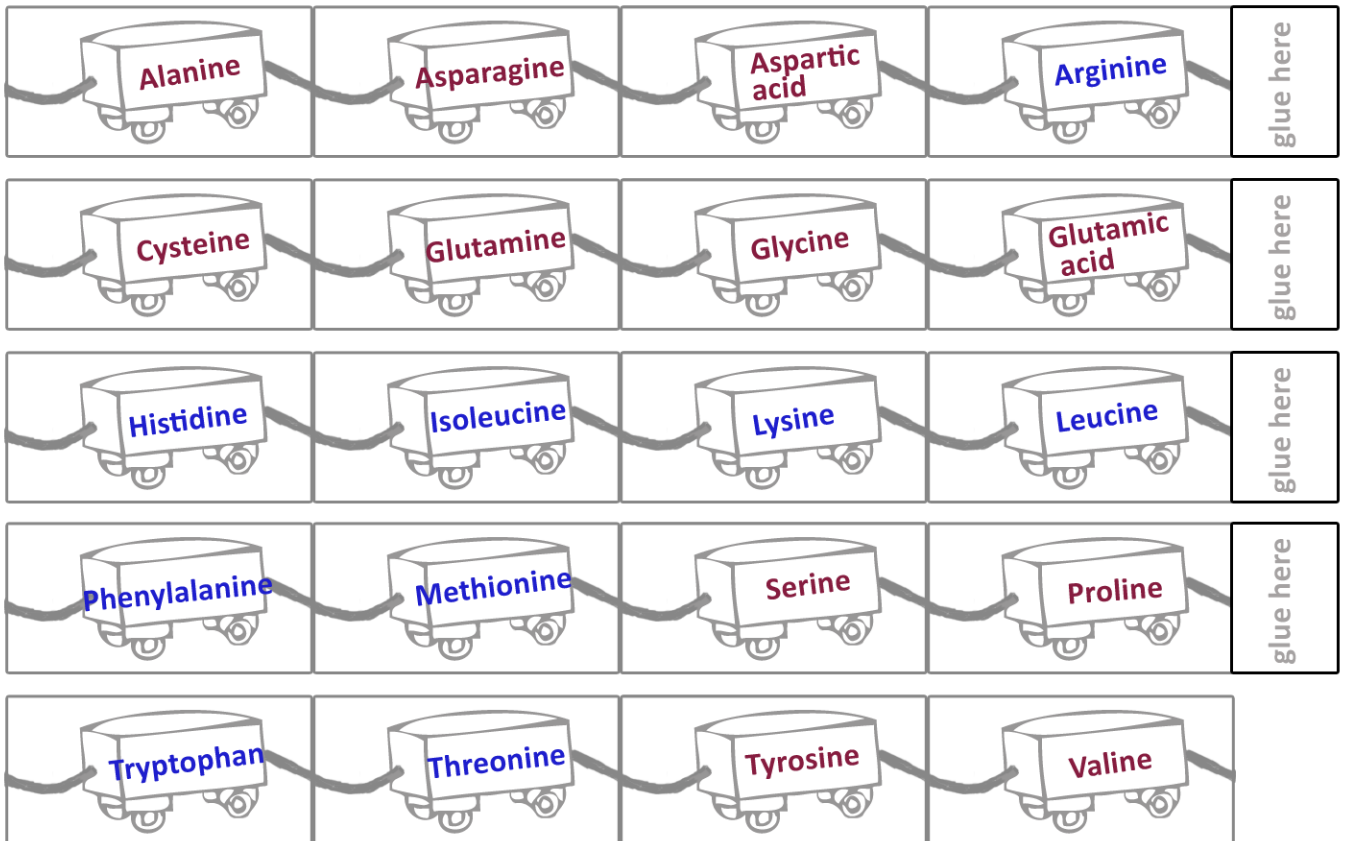 Alanine
Asparagine
Aspartic
acid
Arginine
glue here
Cysteine
Glutamine
Glycine
Glutamic
acid
glue here
Histidine
Isoleucine
Lysine
Leucine
glue here
Phenylalanine
Methionine
Serine
Proline
glue here
Tryptophan
Threonine
Tyrosine
Valine